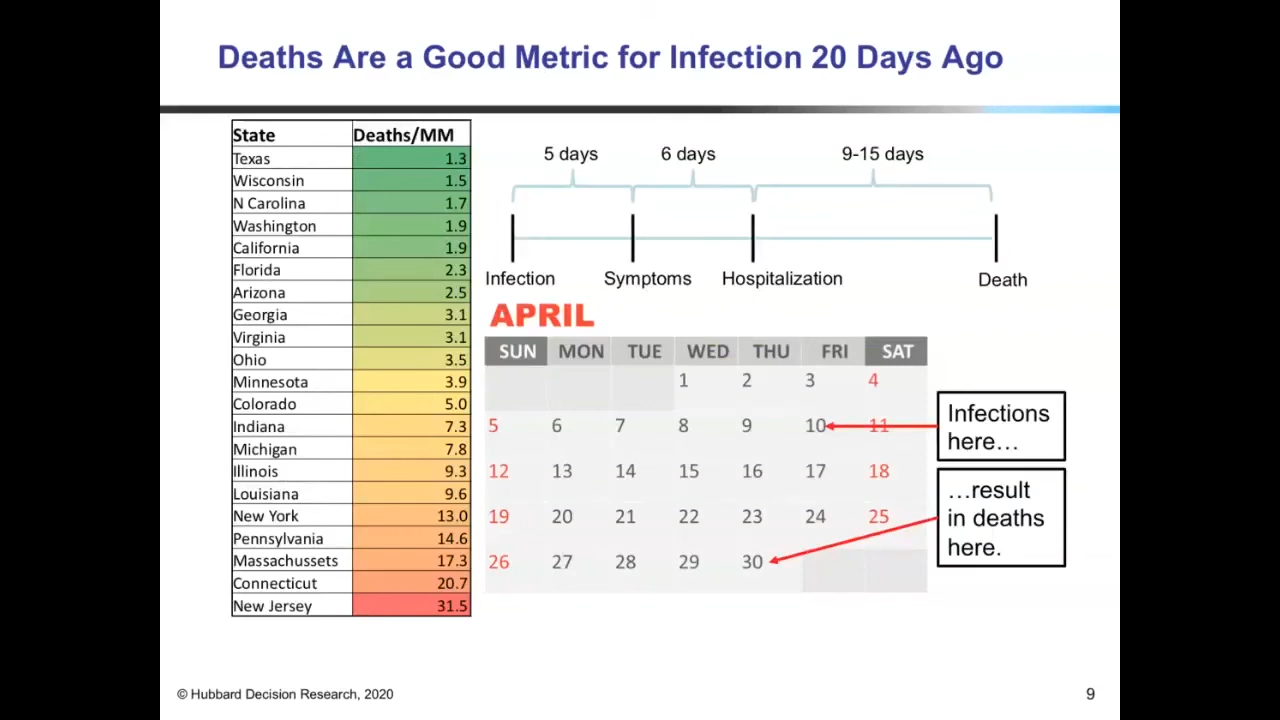 Deaths Are a Good Metric for Infection 20 Days Ago
State Deaths/MM
Texas 1.3
Wisconsin 1.5
N Carolina 1.7
Washington 1.9
California 1.9
Florida 2.3
Arizona 2.5
Georgia 3.1
Virginia 3.1
Ohio 3.5
Minnesota 3.9
Colorado 5.0
Indiana 7.3
Michigan 7.8
Illinois 9.3
Louisiana 9.6
New York 13.0
Pennsylvania 14.6
Massachussets 17.3
Connecticut 20.7
New Jersey 31.5
5 days 6 days 9-15 days
Infection Symptoms Hospitalization Death
APRIL
SUN MON TUE WED THU FRI SAT
1 2 3 4
5 6 7 8 9 10 11
12 13 14 15 16 17 18
19 20 21 22 23 24 25
26 27 28 29 30
Infections
here…
…result
in deaths
here.
© Hubbard Decision Research, 2020
9